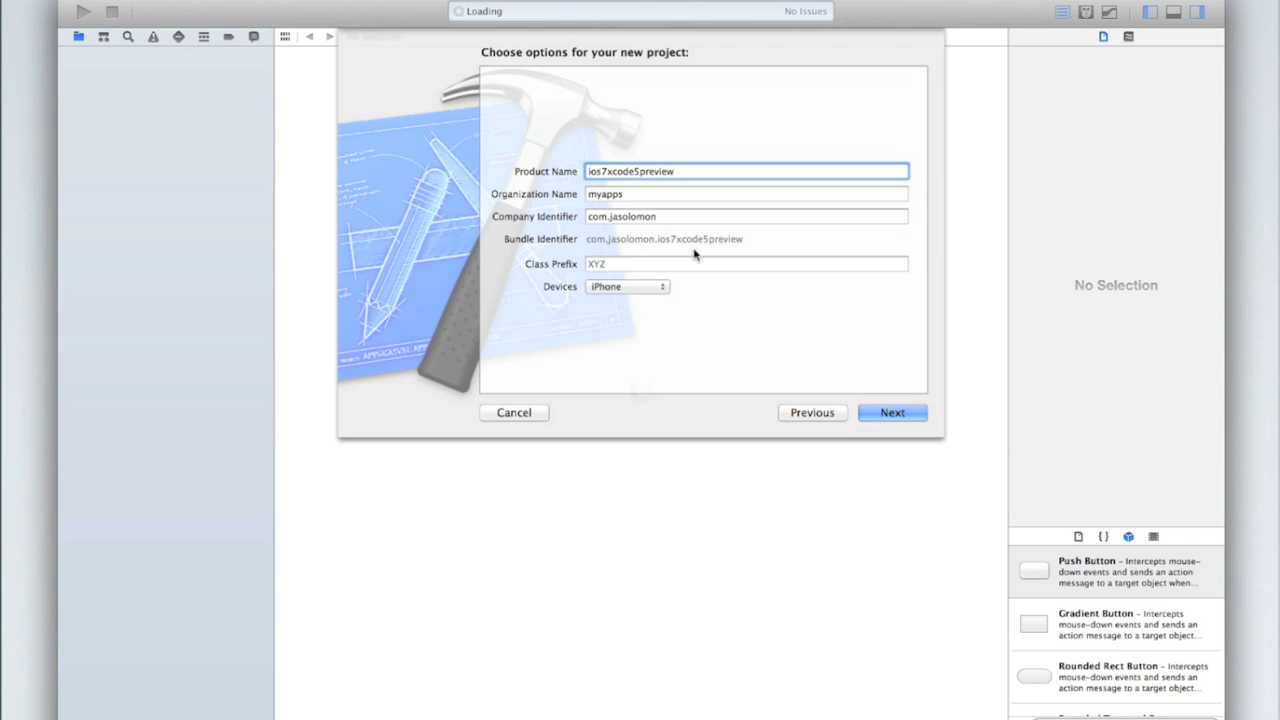 Loading
No Issues
Choose options for your new project:
Product Name ios7xcode5preview
Organization Name myapps
Company Identifier com.jasolomon
Bundle Identifier com.jasolomon.ios7xcode5preview
Class Prefix XYZ
Devices iPhone
Cancel
Previous
Next
No Selection
Push Button - Intercepts mouse-
down events and sends an action
message to a target object when...
Gradient Button - Intercepts
mouse-down events and sends an
action message to a target object...
Rounded Rect Button - Intercepts
mouse-down events and sends an
action message to a target object...